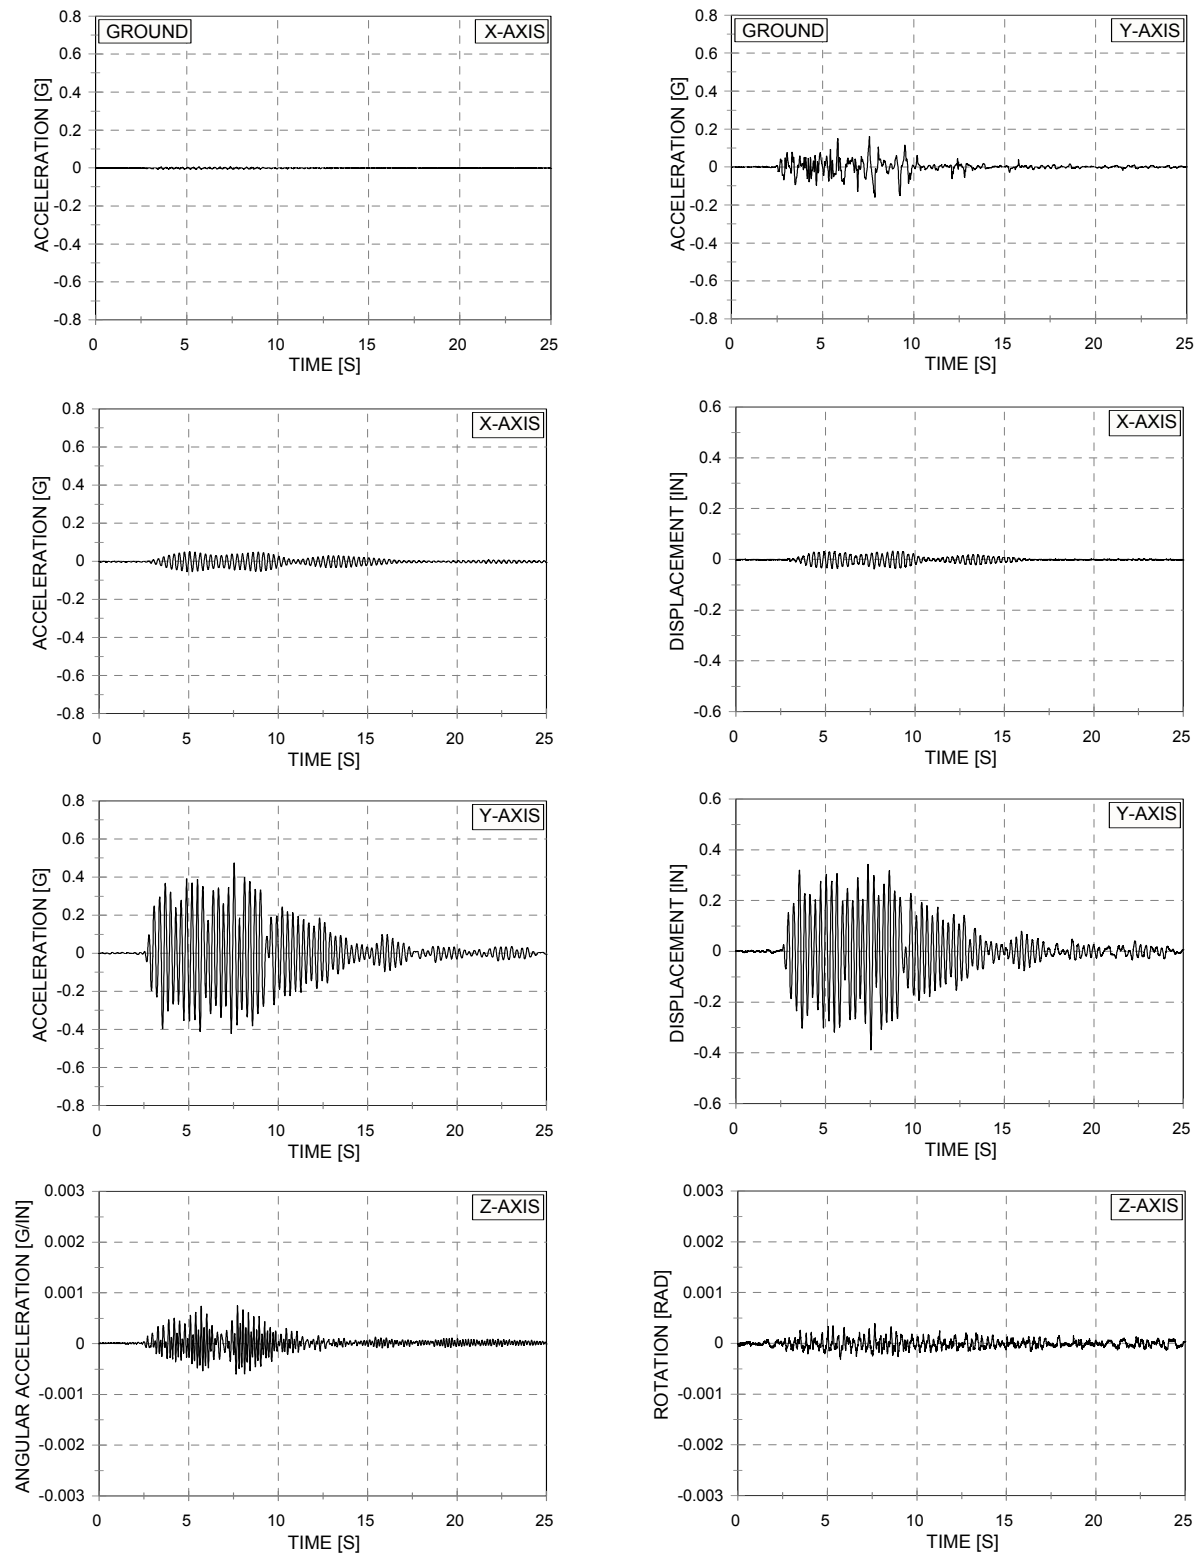 GROUND X-AXIS
ACCELERATION [G]
0.8
0.6
0.4
0.2
0
-0.2
-0.4
-0.6
-0.8
0 5 10 15 20 25
TIME [S]
GROUND Y-AXIS
ACCELERATION [G]
0.8
0.6
0.4
0.2
0
-0.2
-0.4
-0.6
-0.8
0 5 10 15 20 25
TIME [S]
X-AXIS
ACCELERATION [G]
0.8
0.6
0.4
0.2
0
-0.2
-0.4
-0.6
-0.8
0 5 10 15 20 25
TIME [S]
X-AXIS
DISPLACEMENT [IN]
0.6
0.4
0.2
0
-0.2
-0.4
-0.6
0 5 10 15 20 25
TIME [S]
Y-AXIS
ACCELERATION [G]
0.8
0.6
0.4
0.2
0
-0.2
-0.4
-0.6
-0.8
0 5 10 15 20 25
TIME [S]
Y-AXIS
DISPLACEMENT [IN]
0.6
0.4
0.2
0
-0.2
-0.4
-0.6
0 5 10 15 20 25
TIME [S]
Z-AXIS
ANGULAR ACCELERATION [G/IN]
0.003
0.002
0.001
0
-0.001
-0.002
-0.003
0 5 10 15 20 25
TIME [S]
Z-AXIS
ROTATION [RAD]
0.003
0.002
0.001
0
-0.001
-0.002
-0.003
0 5 10 15 20 25
TIME [S]